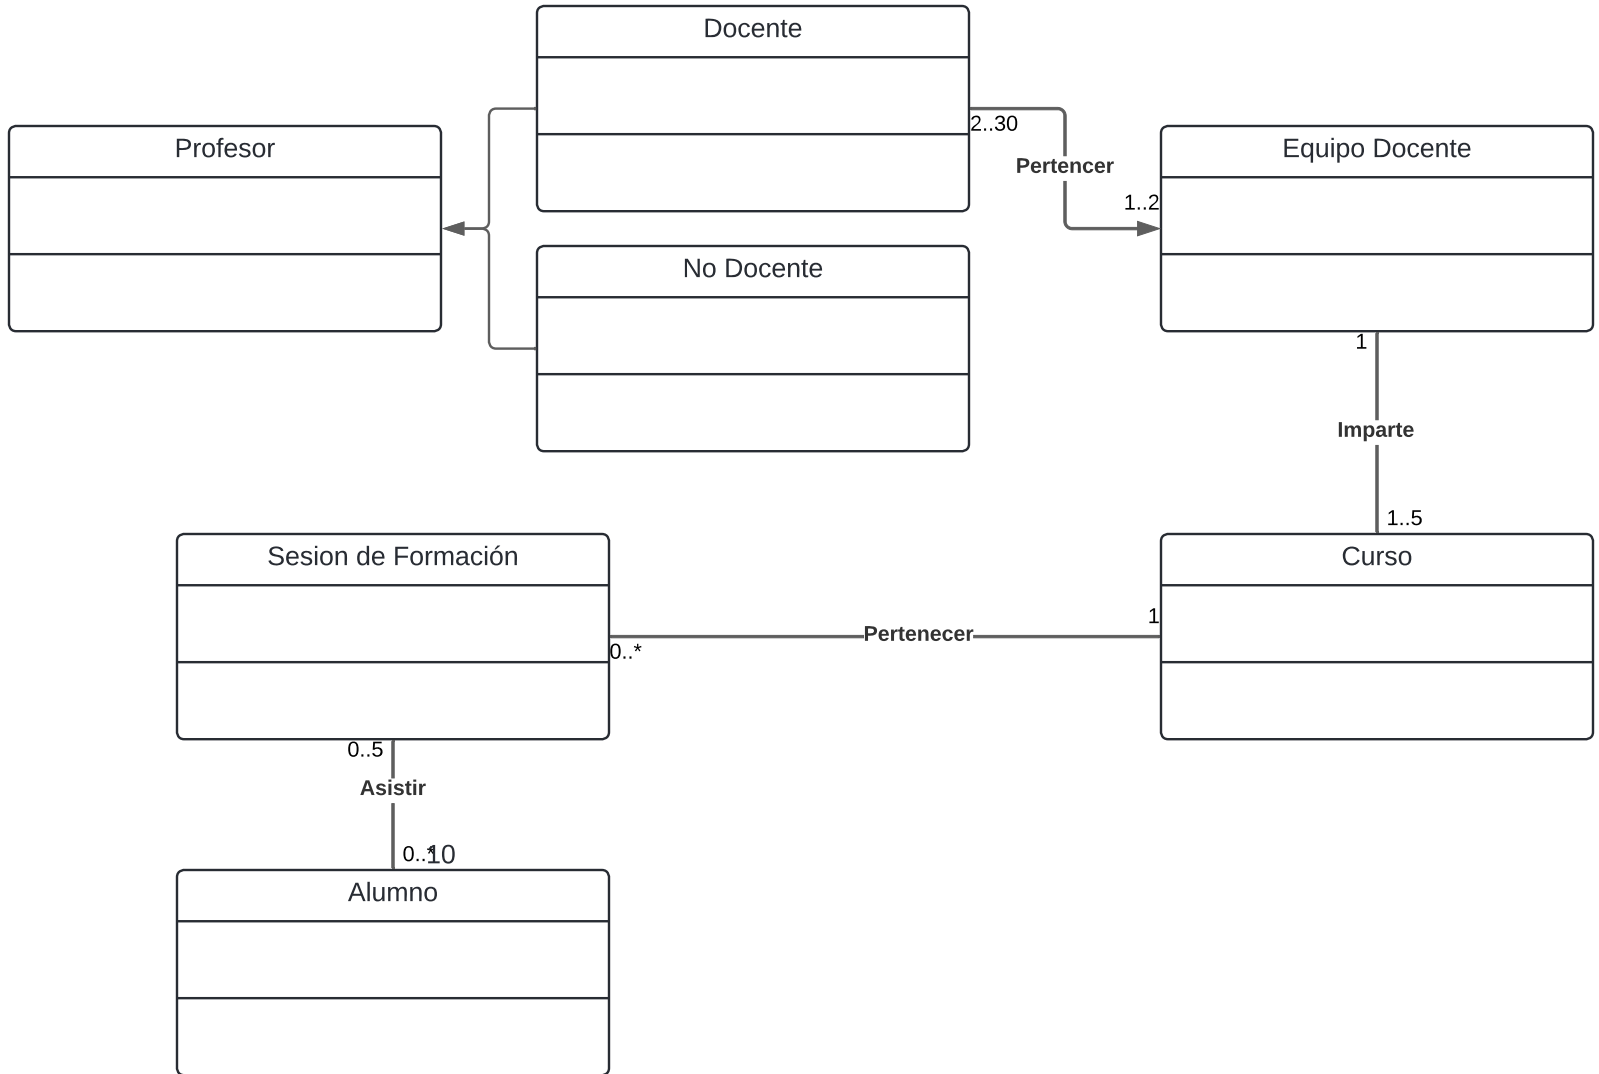 Docente
Profesor
2..30
Equipo Docente
Pertencer
1..2
No Docente
1
Imparte
1..5
Sesion de Formación
Curso
1
Pertenecer
0..*
0..5
Asistir
0..*
10
Alumno